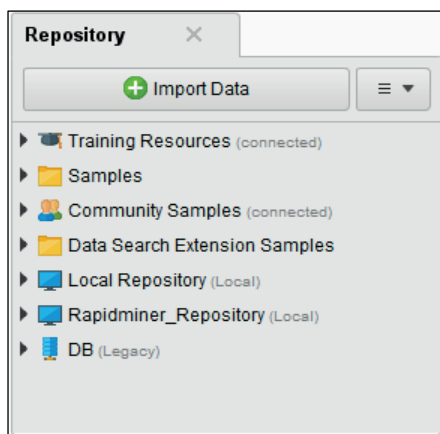 Repository
Import Data
Training Resources (connected)
Samples
Community Samples (connected)
Data Search Extension Samples
Local Repository (Local)
Rapidminer_Repository (Local)
DB (Legacy)